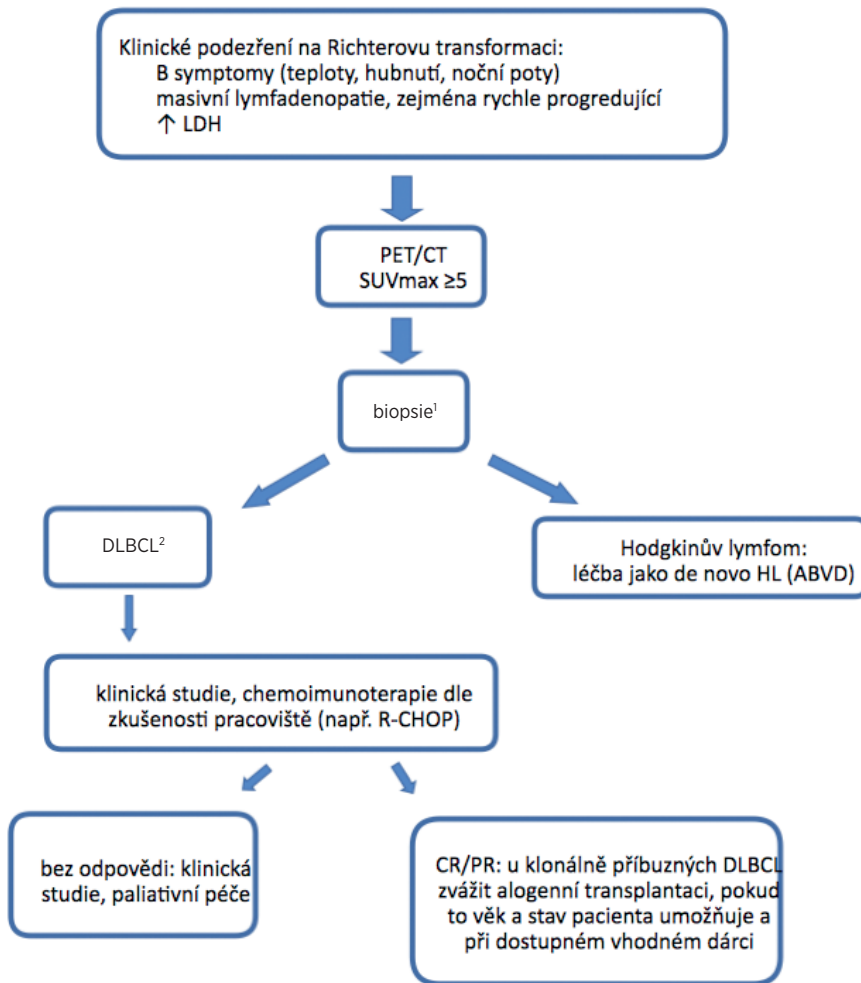 Klinické podezření na Richterovu transformaci:
B symptomy (teploty, hubnutí, noční poty)
masivní lymfadenopatie, zejména rychle progredující
↑ LDH
PET/CT
SUVmax ≥5
biopsie¹
DLBCL²
Hodgkinův lymfom:
léčba jako de novo HL (ABVD)
klinická studie, chemoimunoterapie dle
zkušenosti pracoviště (např. R-CHOP)
bez odpovědi: klinická
studie, paliativní péče
CR/PR: u klonálně příbuzných DLBCL
zvážit alogenní transplantaci, pokud
to věk a stav pacienta umožňuje a
při dostupném vhodném dárci